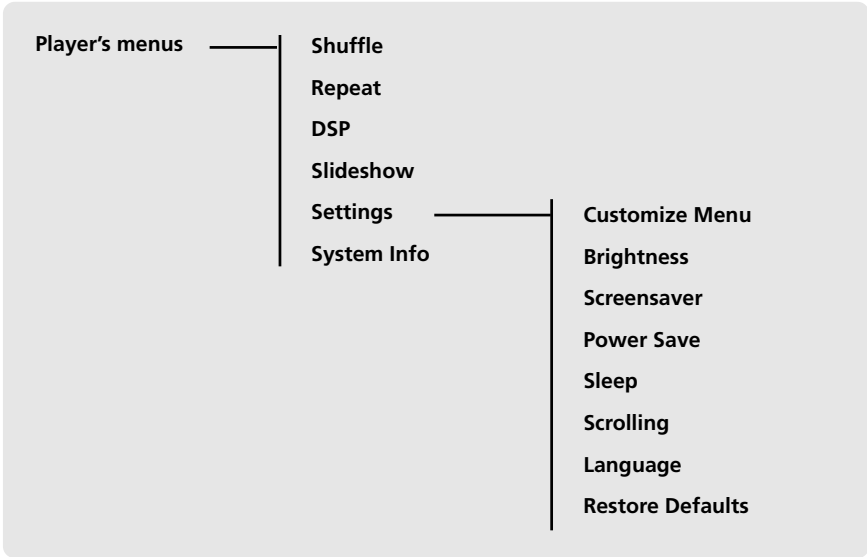 Player’s menus
Shuffle
Repeat
DSP
Slideshow
Settings
System Info
Customize Menu
Brightness
Screensaver
Power Save
Sleep
Scrolling
Language
Restore Defaults